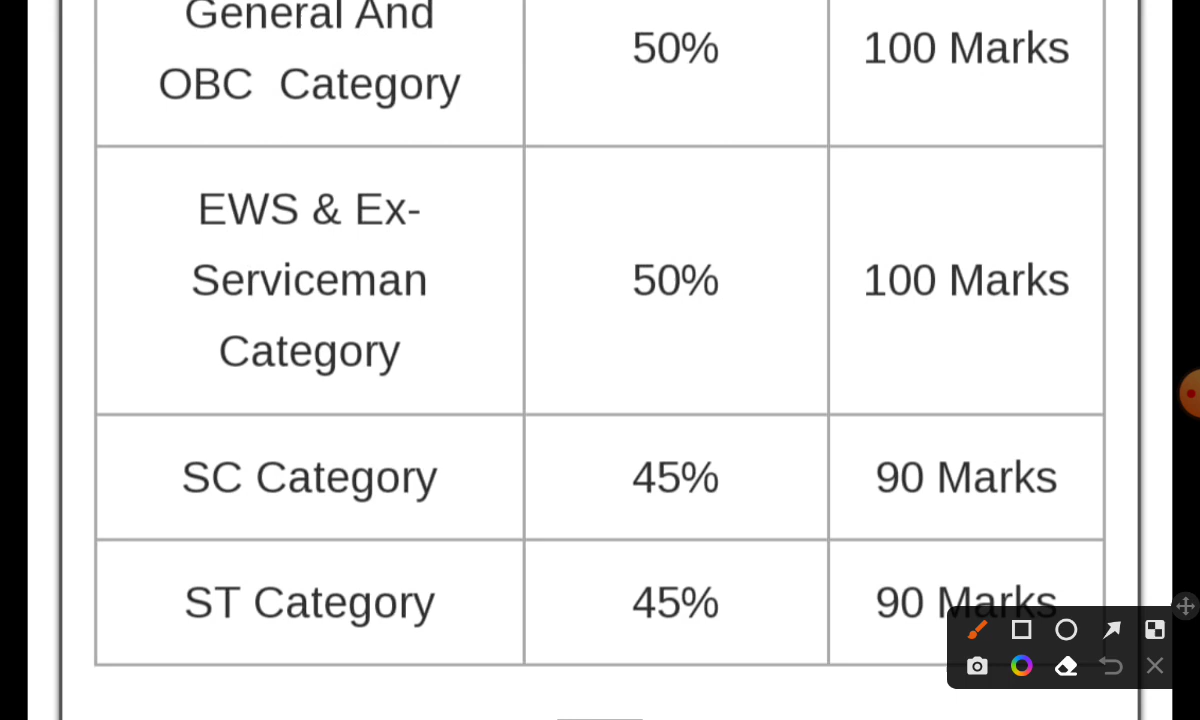 General And
OBC  Category
50%
100 Marks
EWS & Ex-
Serviceman
Category
50%
100 Marks
SC Category
45%
90 Marks
ST Category
45%
90 Marks